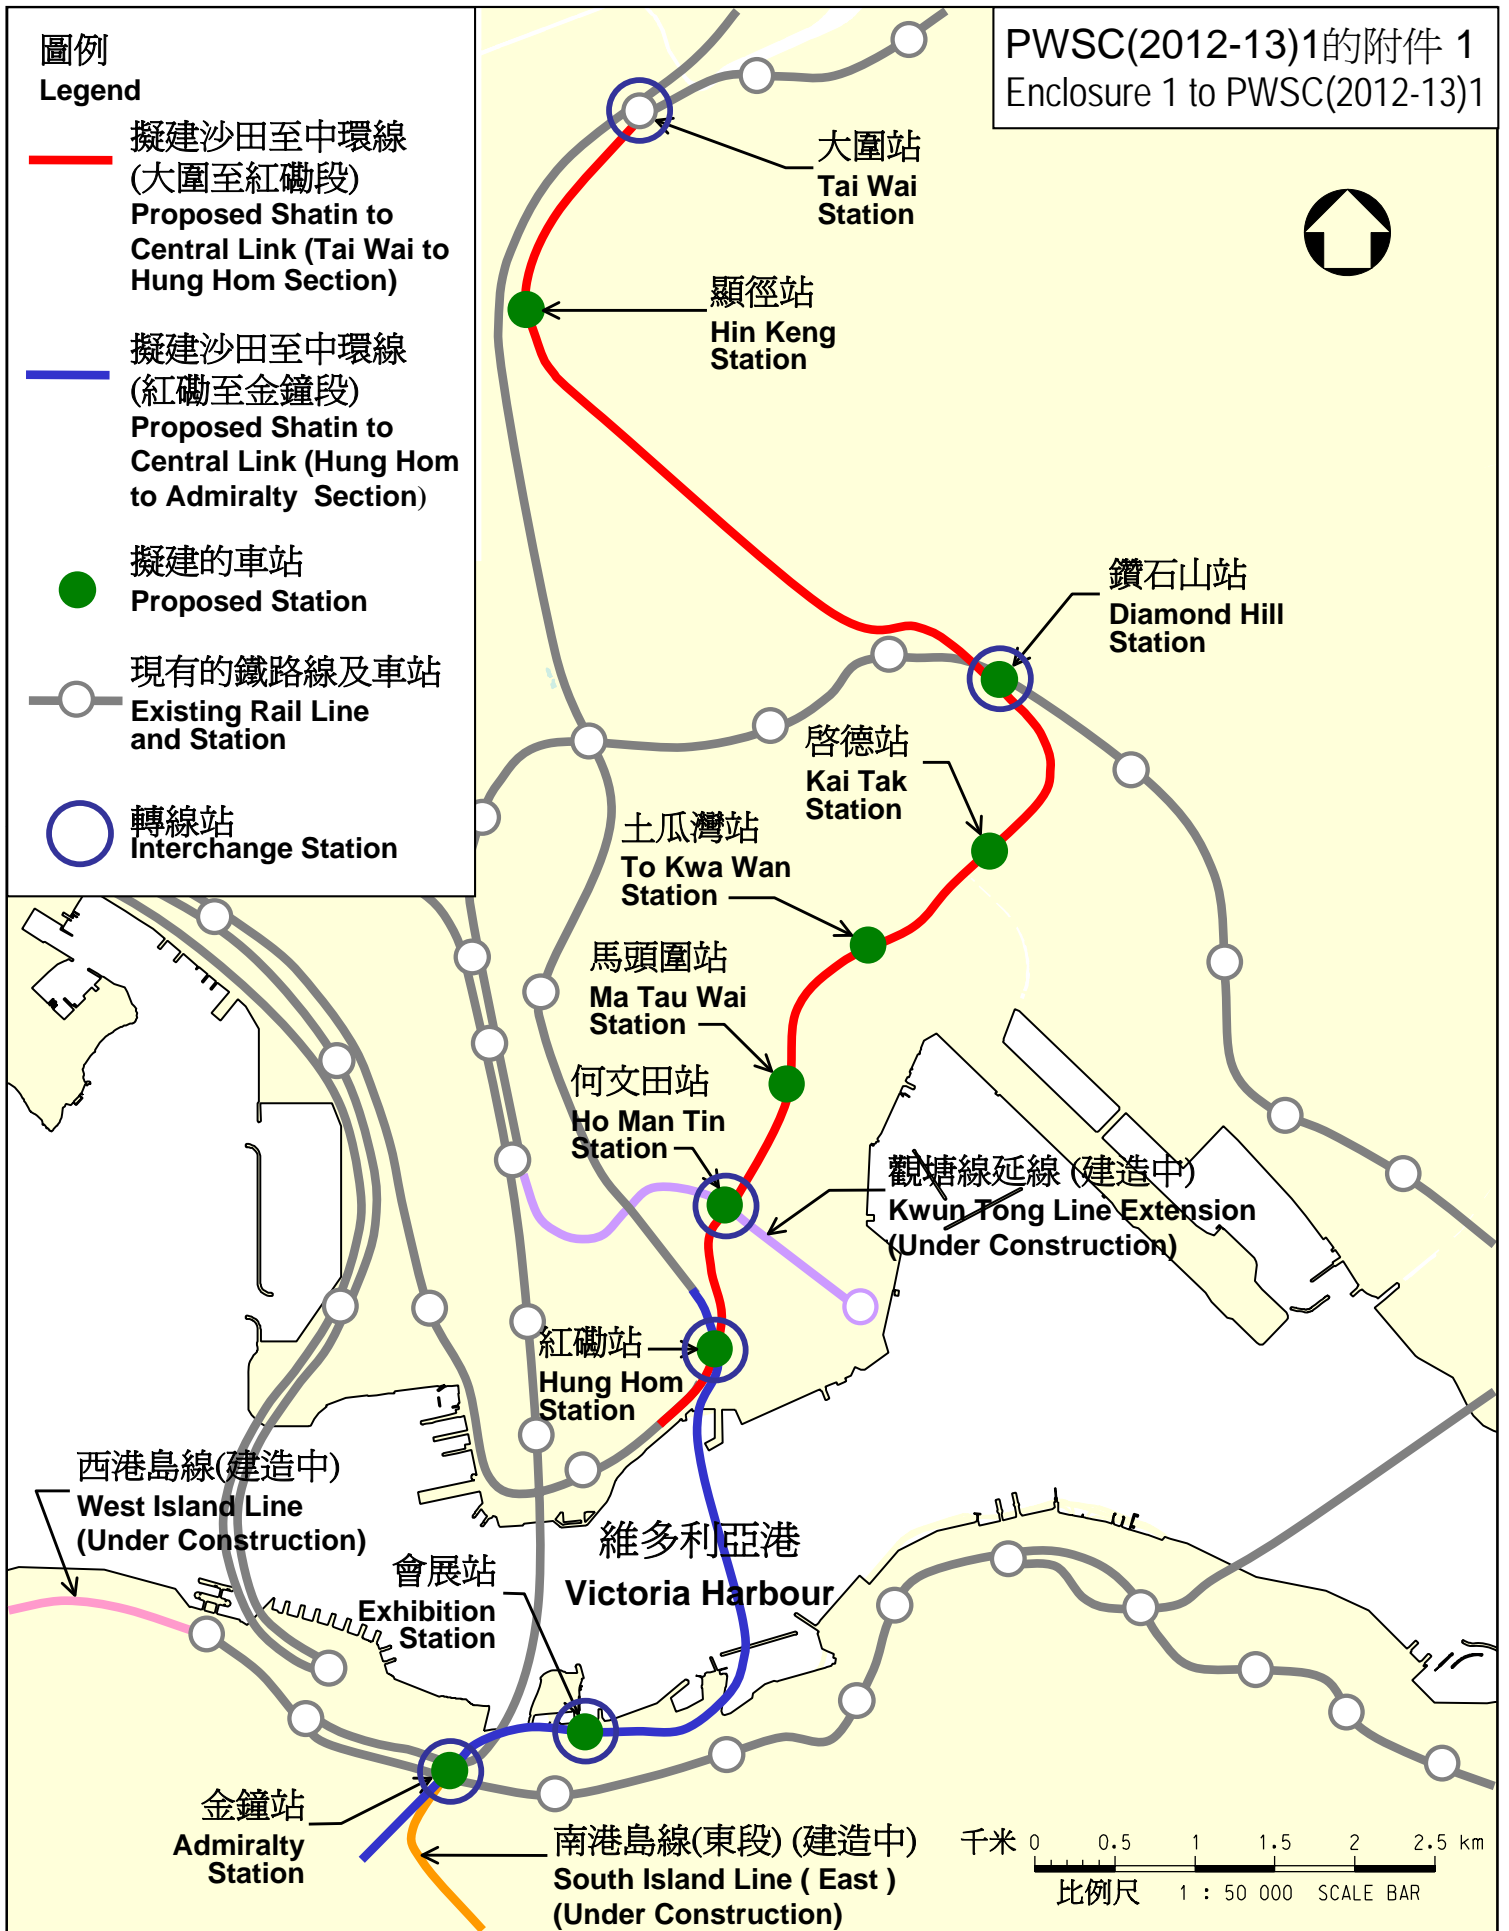 圖例
Legend
擬建沙田至中環線
(大圍至紅磡段)
Proposed Shatin to
Central Link (Tai Wai to
Hung Hom Section)
擬建沙田至中環線
(紅磡至金鐘段)
Proposed Shatin to
Central Link (Hung Hom
to Admiralty Section)
擬建的車站
Proposed Station
現有的鐵路線及車站
Existing Rail Line
and Station
轉線站
Interchange Station
PWSC(2012-13)1的附件 1
Enclosure 1 to PWSC(2012-13)1
大圍站
Tai Wai
Station
顯徑站
Hin Keng
Station
鑽石山站
Diamond Hill
Station
啓德站
Kai Tak
Station
土瓜灣站
To Kwa Wan
Station
馬頭圍站
Ma Tau Wai
Station
何文田站
Ho Man Tin
Station
觀塘線延線 (建造中)
Kwun Tong Line Extension
(Under Construction)
紅磡站
Hung Hom
Station
西港島線(建造中)
West Island Line
(Under Construction)
維多利亞港
Victoria Harbour
會展站
Exhibition
Station
金鐘站
Admiralty
Station
南港島線(東段) (建造中)
South Island Line ( East )
(Under Construction)
千米 0 0.5 1 1.5 2 2.5 km
比例尺 1 : 50 000 SCALE BAR